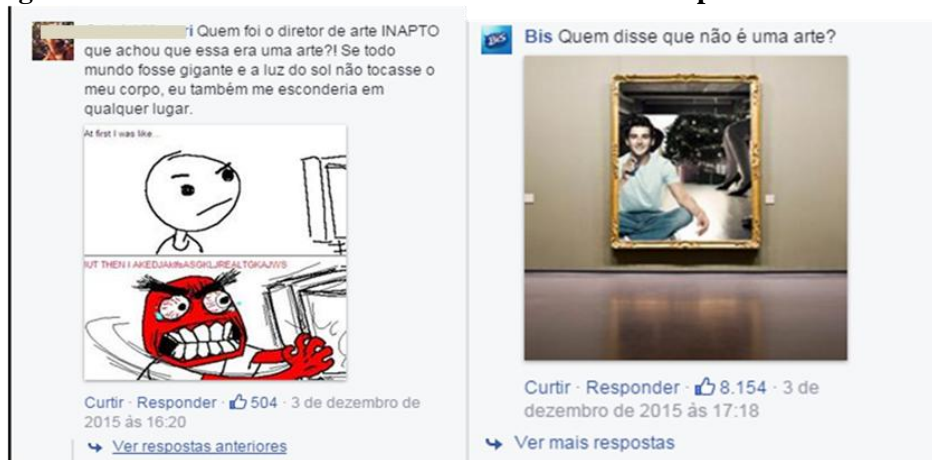 ri Quem foi o diretor de arte INAPTO
que achou que essa era uma arte?! Se todo
mundo fosse gigante e a luz do sol não tocasse o
meu corpo, eu também me esconderia em
qualquer lugar.
At first I was like...
Curtir · Responder · 504 · 3 de dezembro de
2015 às 16:20
Ver respostas anteriores
Bis Quem disse que não é uma arte?
Curtir · Responder · 8.154 · 3 de
dezembro de 2015 às 17:18
Ver mais respostas